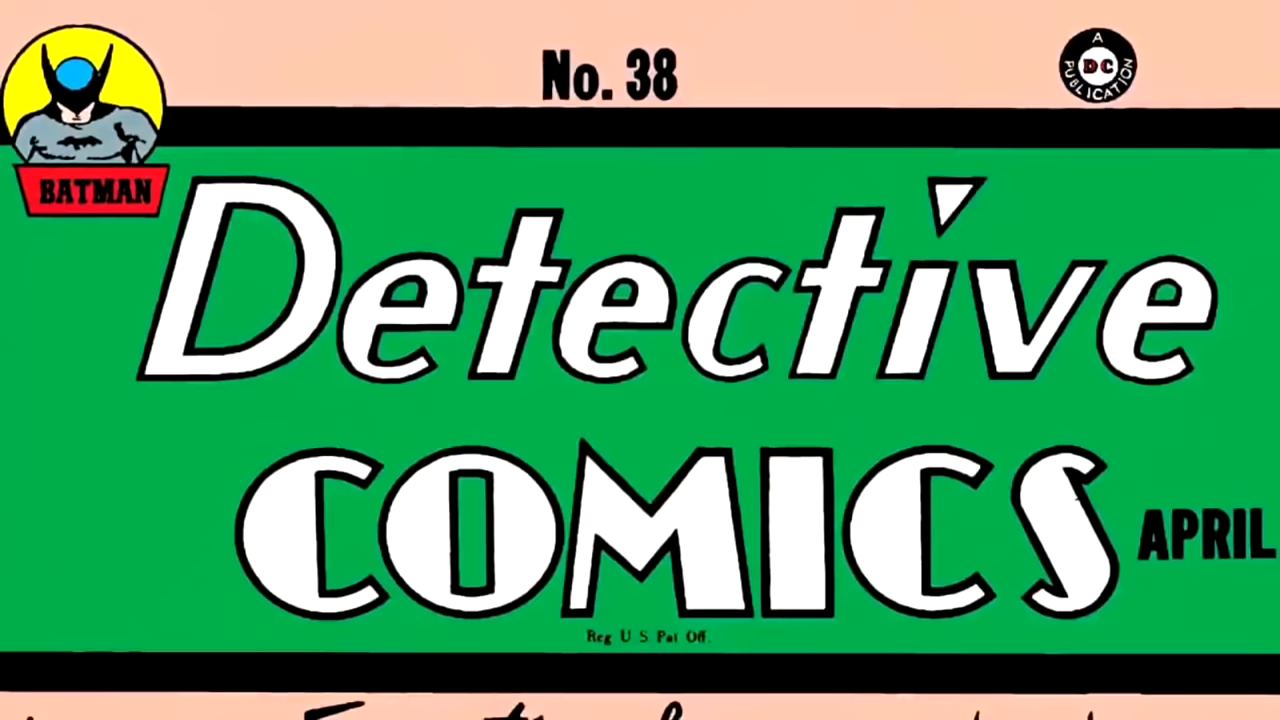 No. 38
A DC PUBLICATION
BATMAN
Detective
COMICS
APRIL
Reg. U. S. Pat. Off.